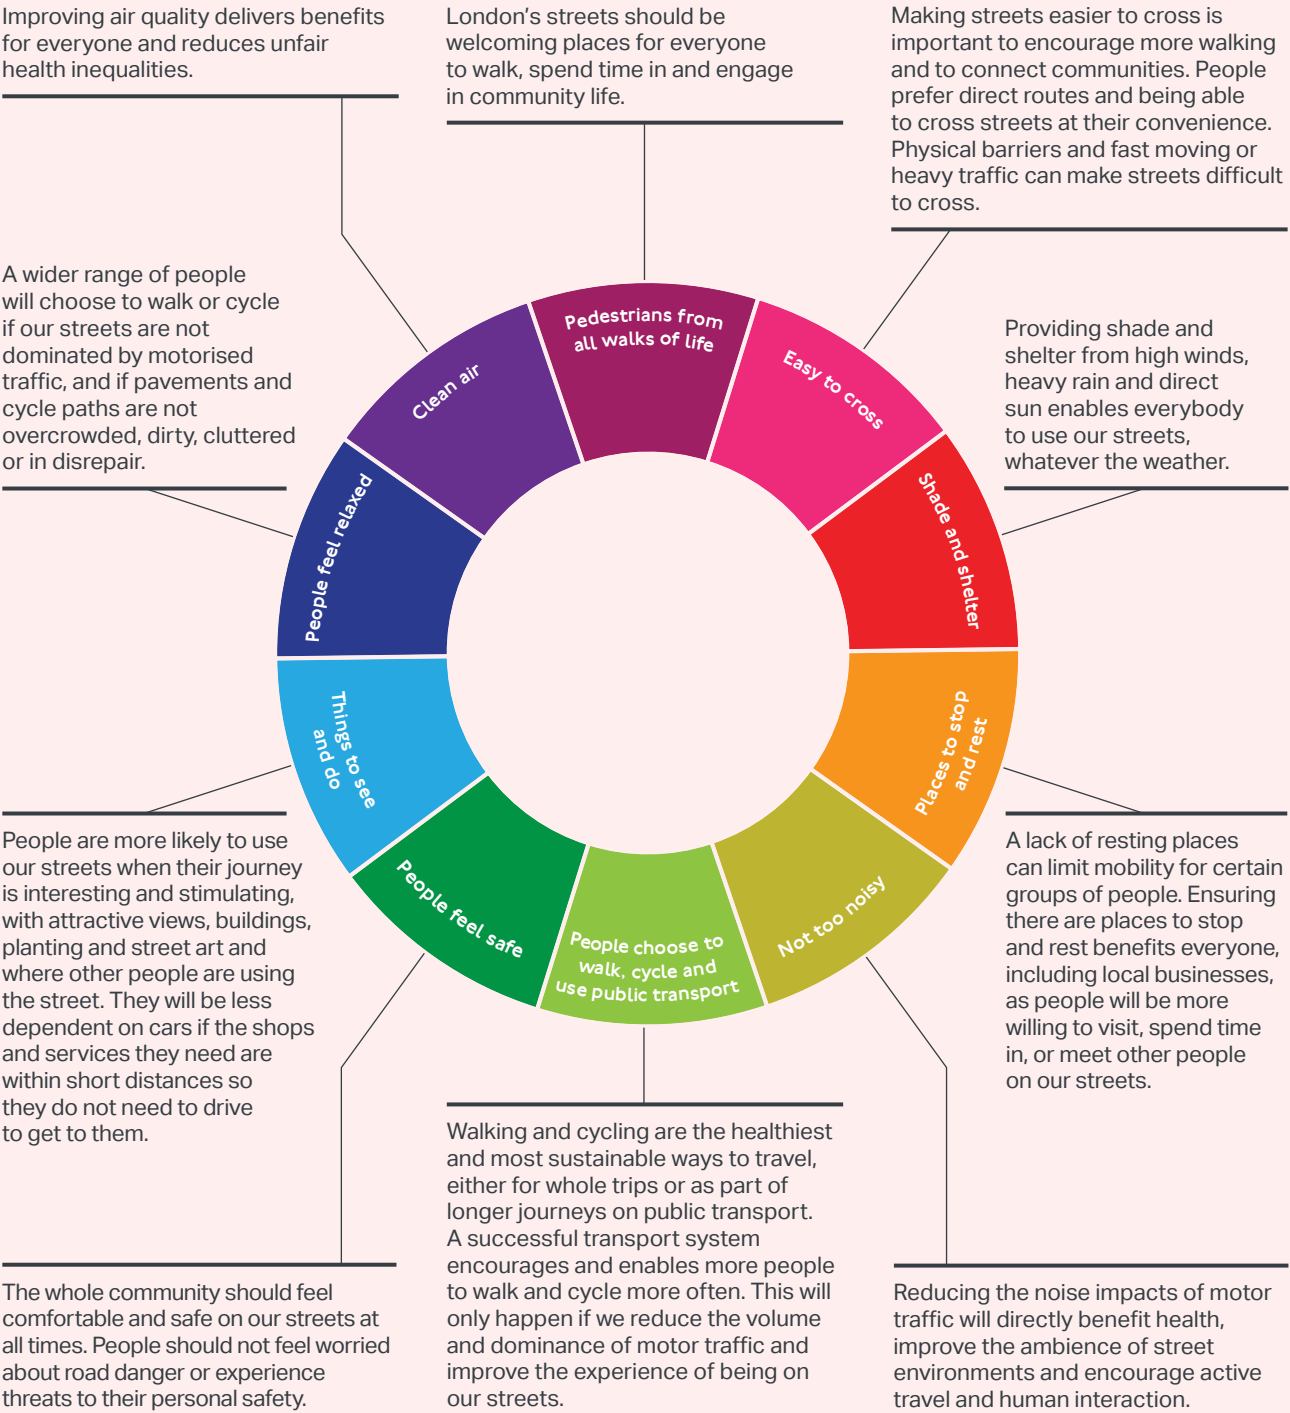 Improving air quality delivers benefits
for everyone and reduces unfair
health inequalities.
London’s streets should be
welcoming places for everyone
to walk, spend time in and engage
in community life.
Making streets easier to cross is
important to encourage more walking
and to connect communities. People
prefer direct routes and being able
to cross streets at their convenience.
Physical barriers and fast moving or
heavy traffic can make streets difficult
to cross.
A wider range of people
will choose to walk or cycle
if our streets are not
dominated by motorised
traffic, and if pavements and
cycle paths are not
overcrowded, dirty, cluttered
or in disrepair.
Providing shade and
shelter from high winds,
heavy rain and direct
sun enables everybody
to use our streets,
whatever the weather.
Pedestrians from
all walks of life
Easy to cross
Shade and shelter
Places to stop
and rest
Not too noisy
People choose to
walk, cycle and
use public transport
People feel safe
Things to see
and do
People feel relaxed
Clean air
People are more likely to use
our streets when their journey
is interesting and stimulating,
with attractive views, buildings,
planting and street art and
where other people are using
the street. They will be less
dependent on cars if the shops
and services they need are
within short distances so
they do not need to drive
to get to them.
A lack of resting places
can limit mobility for certain
groups of people. Ensuring
there are places to stop
and rest benefits everyone,
including local businesses,
as people will be more
willing to visit, spend time
in, or meet other people
on our streets.
The whole community should feel
comfortable and safe on our streets at
all times. People should not feel worried
about road danger or experience
threats to their personal safety.
Walking and cycling are the healthiest
and most sustainable ways to travel,
either for whole trips or as part of
longer journeys on public transport.
A successful transport system
encourages and enables more people
to walk and cycle more often. This will
only happen if we reduce the volume
and dominance of motor traffic and
improve the experience of being on
our streets.
Reducing the noise impacts of motor
traffic will directly benefit health,
improve the ambience of street
environments and encourage active
travel and human interaction.